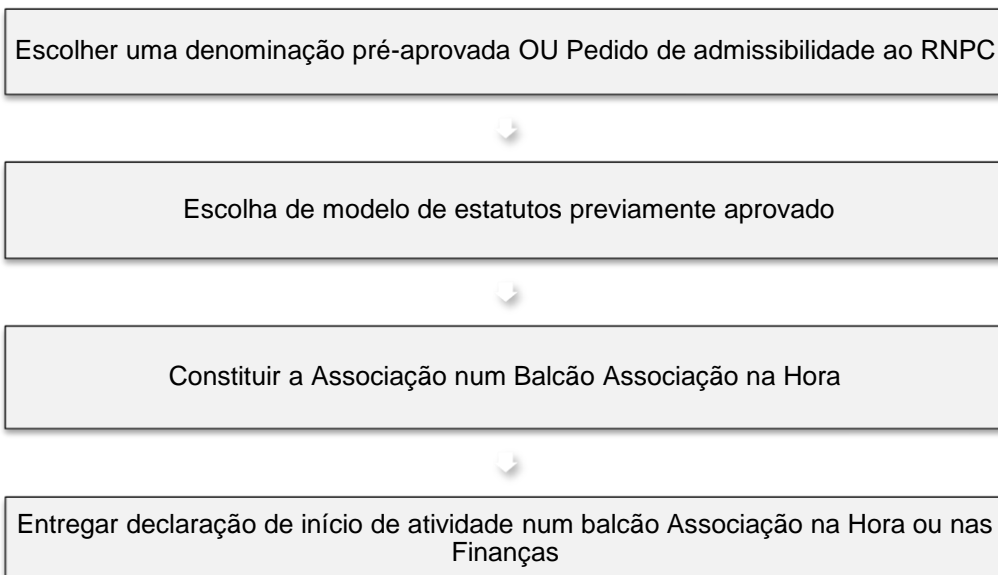 Escolher uma denominação pré-aprovada OU Pedido de admissibilidade ao RNPC
Escolha de modelo de estatutos previamente aprovado
Constituir a Associação num Balcão Associação na Hora
Entregar declaração de início de atividade num balcão Associação na Hora ou nas
Finanças